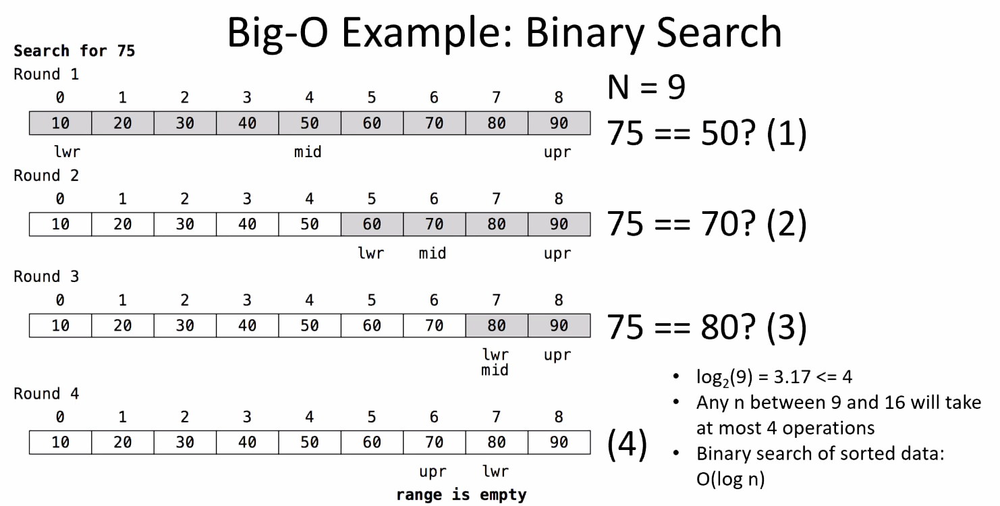 Big-O Example: Binary Search
Search for 75
Round 1
0 1 2 3 4 5 6 7 8
10 20 30 40 50 60 70 80 90
lwr mid upr
N = 9
75 == 50? (1)
Round 2
0 1 2 3 4 5 6 7 8
10 20 30 40 50 60 70 80 90
lwr mid upr
75 == 70? (2)
Round 3
0 1 2 3 4 5 6 7 8
10 20 30 40 50 60 70 80 90
lwr upr
mid
75 == 80? (3)
Round 4
0 1 2 3 4 5 6 7 8
10 20 30 40 50 60 70 80 90
upr lwr
range is empty
(4)
• log₂(9) = 3.17 <= 4
• Any n between 9 and 16 will take
at most 4 operations
• Binary search of sorted data:
O(log n)